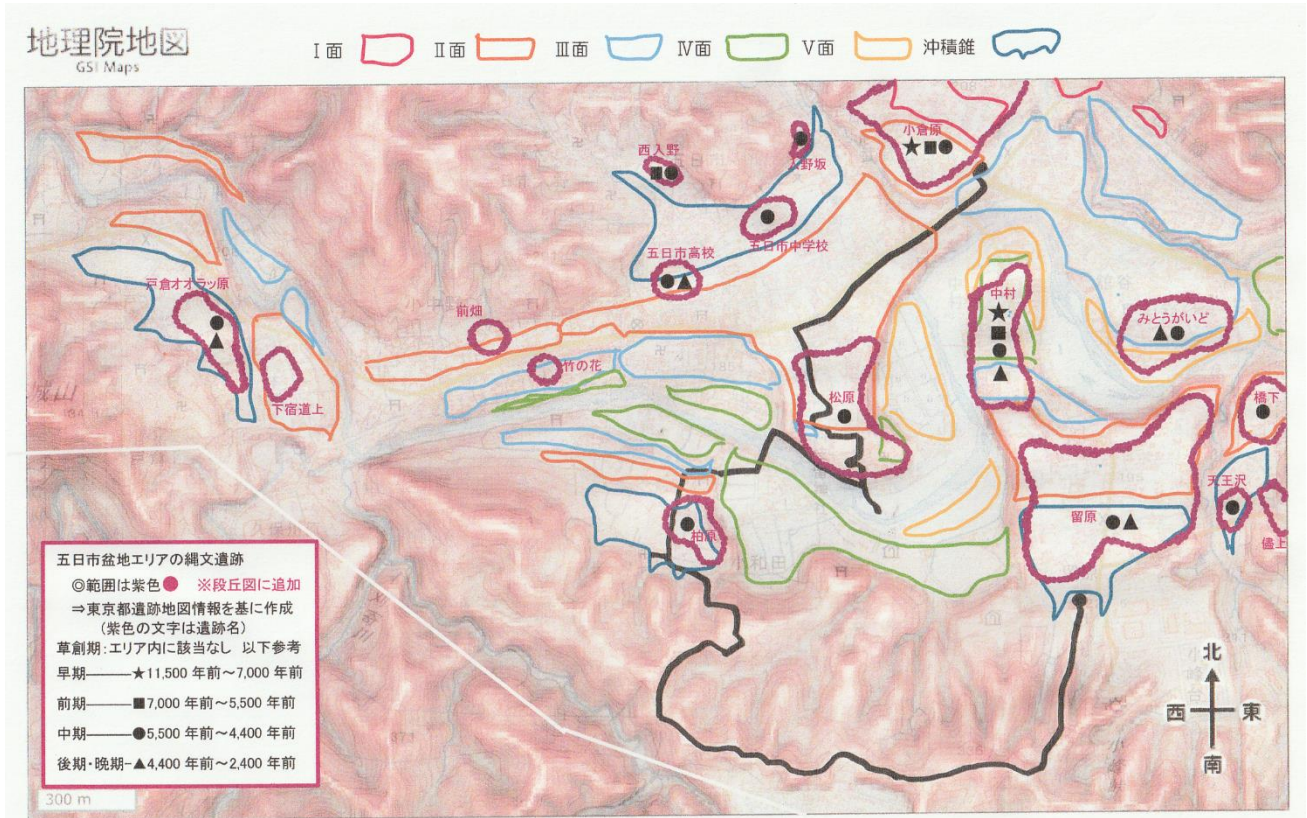 地理院地図
GSI Maps
Ⅰ面 Ⅱ面 Ⅲ面 Ⅳ面 Ⅴ面 沖積錐
小倉原
西入野
入野坂
五日市中学校
五日市高校
戸倉オオラッ原
前畑
中村
みとうがいど
竹の花
下宿道上
松原
橋下
天王沢
留原
儘上
柏原
小和田
五日市盆地エリアの縄文遺跡
◎範囲は紫色● ※段丘図に追加
⇒東京都遺跡地図情報を基に作成
(紫色の文字は遺跡名)
草創期:エリア内に該当なし 以下参考
早期―――★11,500 年前～7,000 年前
前期―――■7,000 年前～5,500 年前
中期―――●5,500 年前～4,400 年前
後期・晩期-▲4,400 年前～2,400 年前
300 m
北
西 東
南